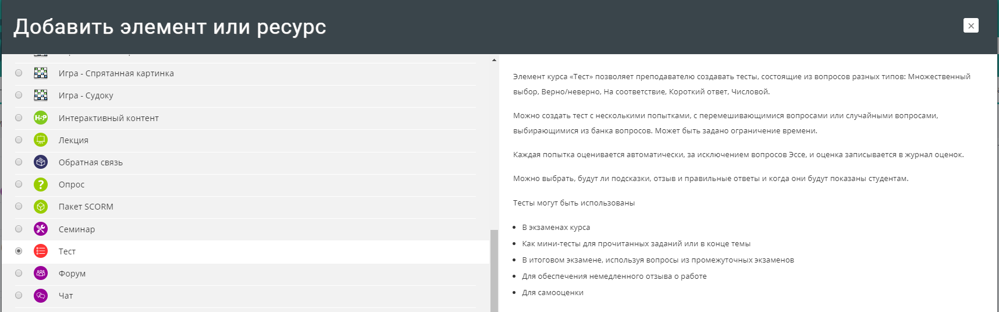 Добавить элемент или ресурс
Игра - Спрятанная картинка
Игра - Судоку
H5P
Интерактивный контент
Лекция
Обратная связь
?
Опрос
Пакет SCORM
Семинар
Тест
Форум
Чат
Элемент курса «Тест» позволяет преподавателю создавать тесты, состоящие из вопросов разных типов: Множественный
выбор, Верно/неверно, На соответствие, Короткий ответ, Числовой.
Можно создать тест с несколькими попытками, с перемешивающимися вопросами или случайными вопросами,
выбирающимися из банка вопросов. Может быть задано ограничение времени.
Каждая попытка оценивается автоматически, за исключением вопросов Эссе, и оценка записывается в журнал оценок.
Можно выбрать, будут ли подсказки, отзыв и правильные ответы и когда они будут показаны студентам.
Тесты могут быть использованы
В экзаменах курса
Как мини-тесты для прочитанных заданий или в конце темы
В итоговом экзамене, используя вопросы из промежуточных экзаменов
Для обеспечения немедленного отзыва о работе
Для самооценки